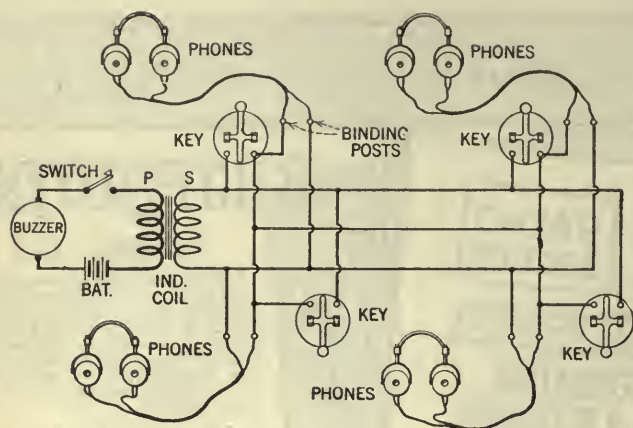 PHONES
PHONES
KEY
BINDING
POSTS
KEY
SWITCH
P
S
BUZZER
BAT.
IND.
COIL
KEY
KEY
PHONES
PHONES